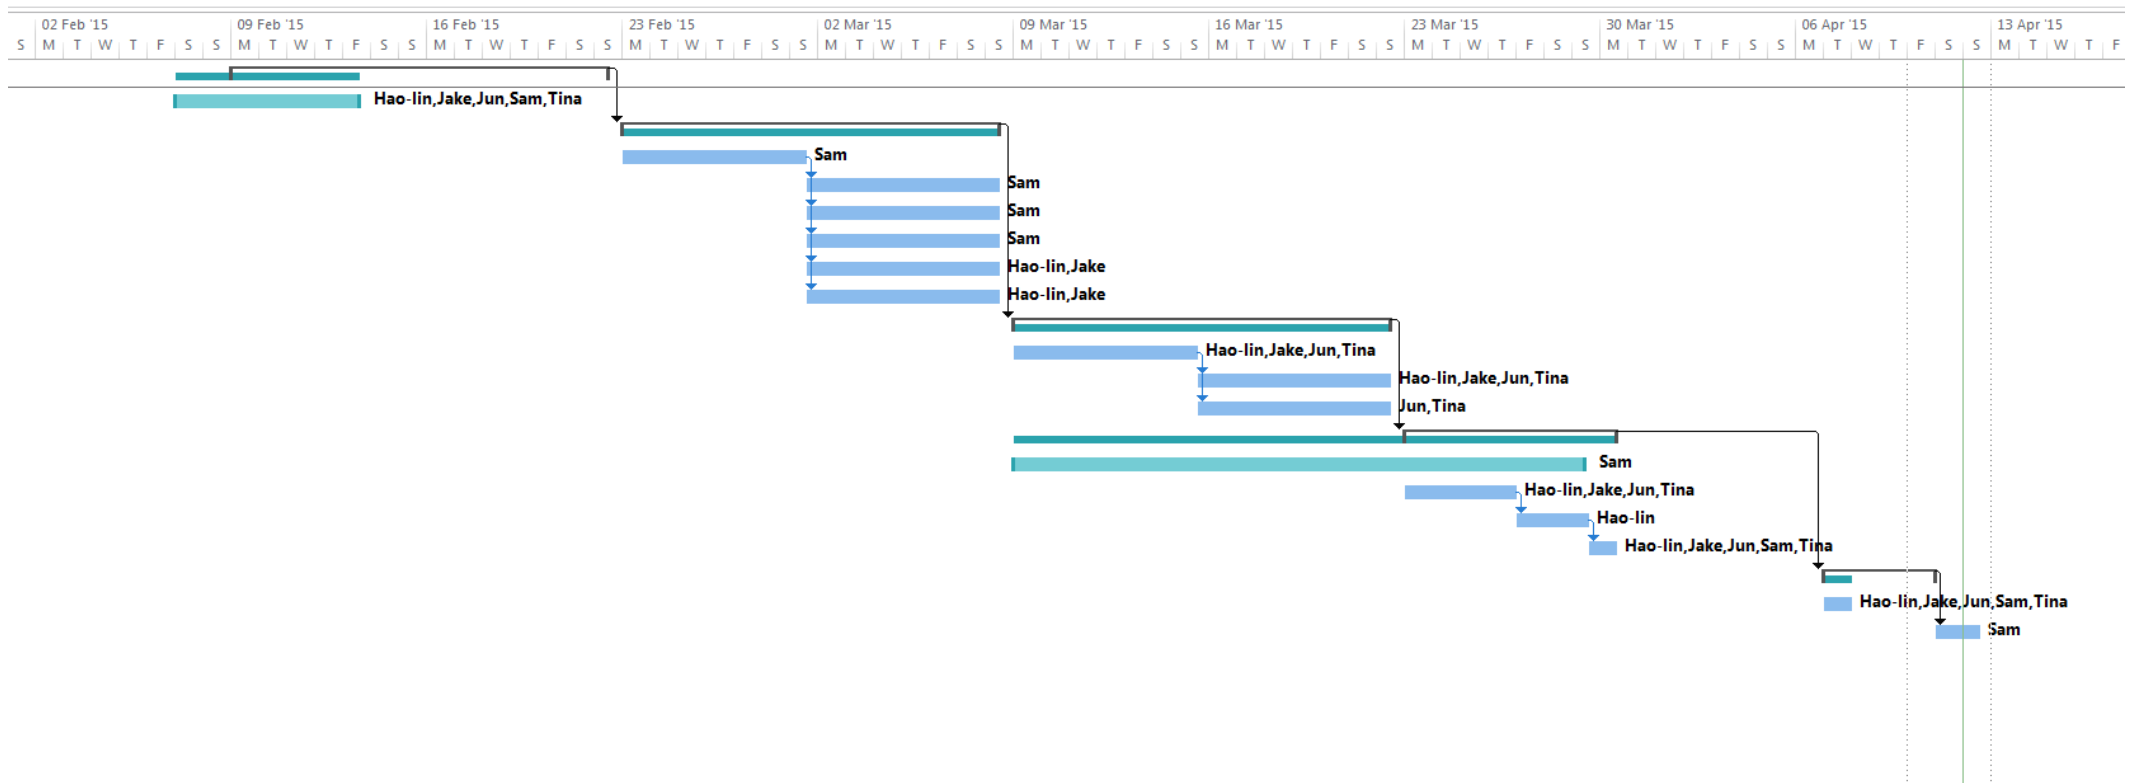 02 Feb '15 09 Feb '15 16 Feb '15 23 Feb '15 02 Mar '15 09 Mar '15 16 Mar '15 23 Mar '15 30 Mar '15 06 Apr '15 13 Apr '15
S M T W T F S S M T W T F S S M T W T F S S M T W T F S S M T W T F S S M T W T F S S M T W T F S S M T W T F S S M T W T F S S M T W T F S S M T W T F
Hao-lin,Jake,Jun,Sam,Tina
Sam
Sam
Sam
Sam
Hao-lin,Jake
Hao-lin,Jake
Hao-lin,Jake,Jun,Tina
Hao-lin,Jake,Jun,Tina
Jun,Tina
Sam
Hao-lin,Jake,Jun,Tina
Hao-lin
Hao-lin,Jake,Jun,Sam,Tina
Hao-lin,Jake,Jun,Sam,Tina
Sam